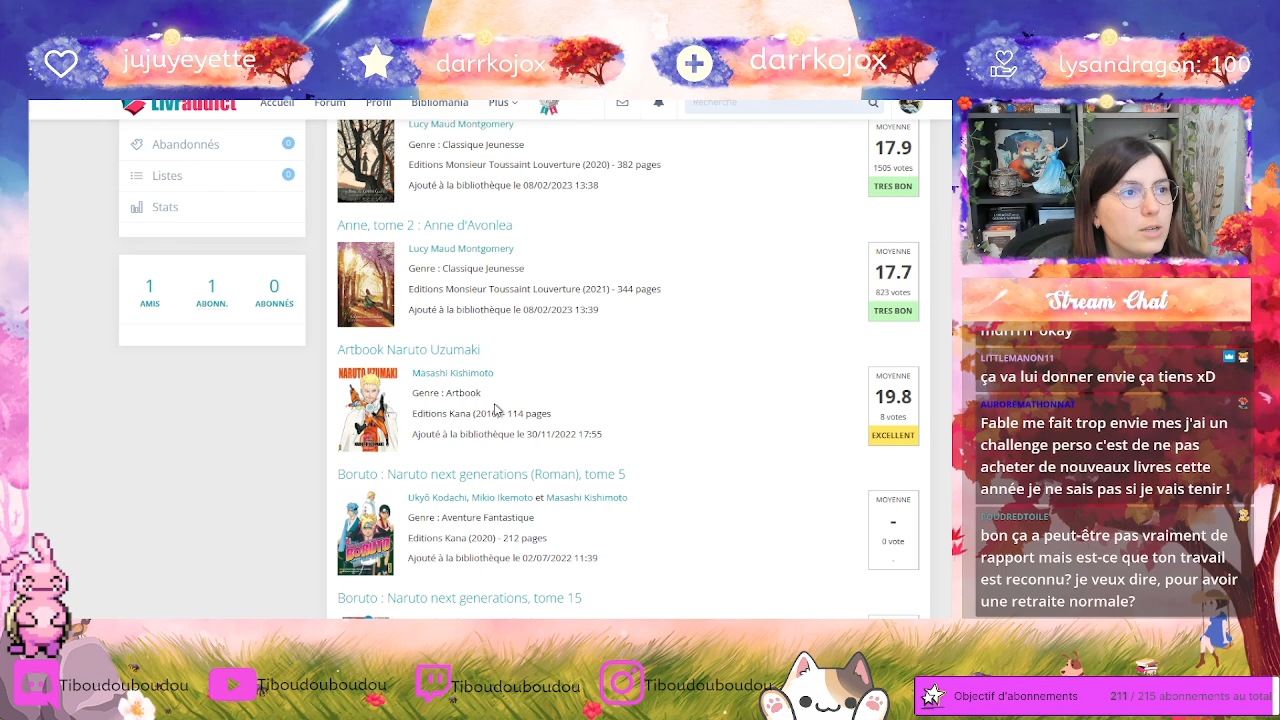 jujuyeyette
darrkojox
darrkojox
lysandragon: 100
Livraddict
Accueil
Forum
Profil
Bibliomania
Plus
Recherche
Abandonnés 0
Listes 0
Stats
1 AMIS
1 ABONN.
0 ABONNÉS
Lucy Maud Montgomery
Genre : Classique Jeunesse
Editions Monsieur Toussaint Louverture (2020) - 382 pages
Ajouté à la bibliothèque le 08/02/2023 13:38
MOYENNE
17.9
1505 votes
TRES BON
Anne, tome 2 : Anne d'Avonlea
Lucy Maud Montgomery
Genre : Classique Jeunesse
Editions Monsieur Toussaint Louverture (2021) - 344 pages
Ajouté à la bibliothèque le 08/02/2023 13:39
MOYENNE
17.7
823 votes
TRES BON
Artbook Naruto Uzumaki
NARUTO UZUMAKI
Masashi Kishimoto
Genre : Artbook
Editions Kana (2016) - 114 pages
Ajouté à la bibliothèque le 30/11/2022 17:55
MOYENNE
19.8
8 votes
EXCELLENT
Boruto : Naruto next generations (Roman), tome 5
BORUTO
Ukyô Kodachi, Mikio Ikemoto et Masashi Kishimoto
Genre : Aventure Fantastique
Editions Kana (2020) - 212 pages
Ajouté à la bibliothèque le 02/07/2022 11:39
MOYENNE
-
0 vote
-
Boruto : Naruto next generations, tome 15
Stream Chat
okay
LITTLEMANON11
ça va lui donner envie ça tiens xD
AUROREMATHONNAT
Fable me fait trop envie mes j'ai un
challenge perso c'est de ne pas
acheter de nouveaux livres cette
année je ne sais pas si je vais tenir !
POUDREDTOILE
bon ça a peut-être pas vraiment de
rapport mais est-ce que ton travail
est reconnu? je veux dire, pour avoir
une retraite normale?
Tiboudouboudou
Tiboudouboudou
Tiboudouboudou
Tiboudouboudou
Objectif d'abonnements 211 / 215 abonnements au total